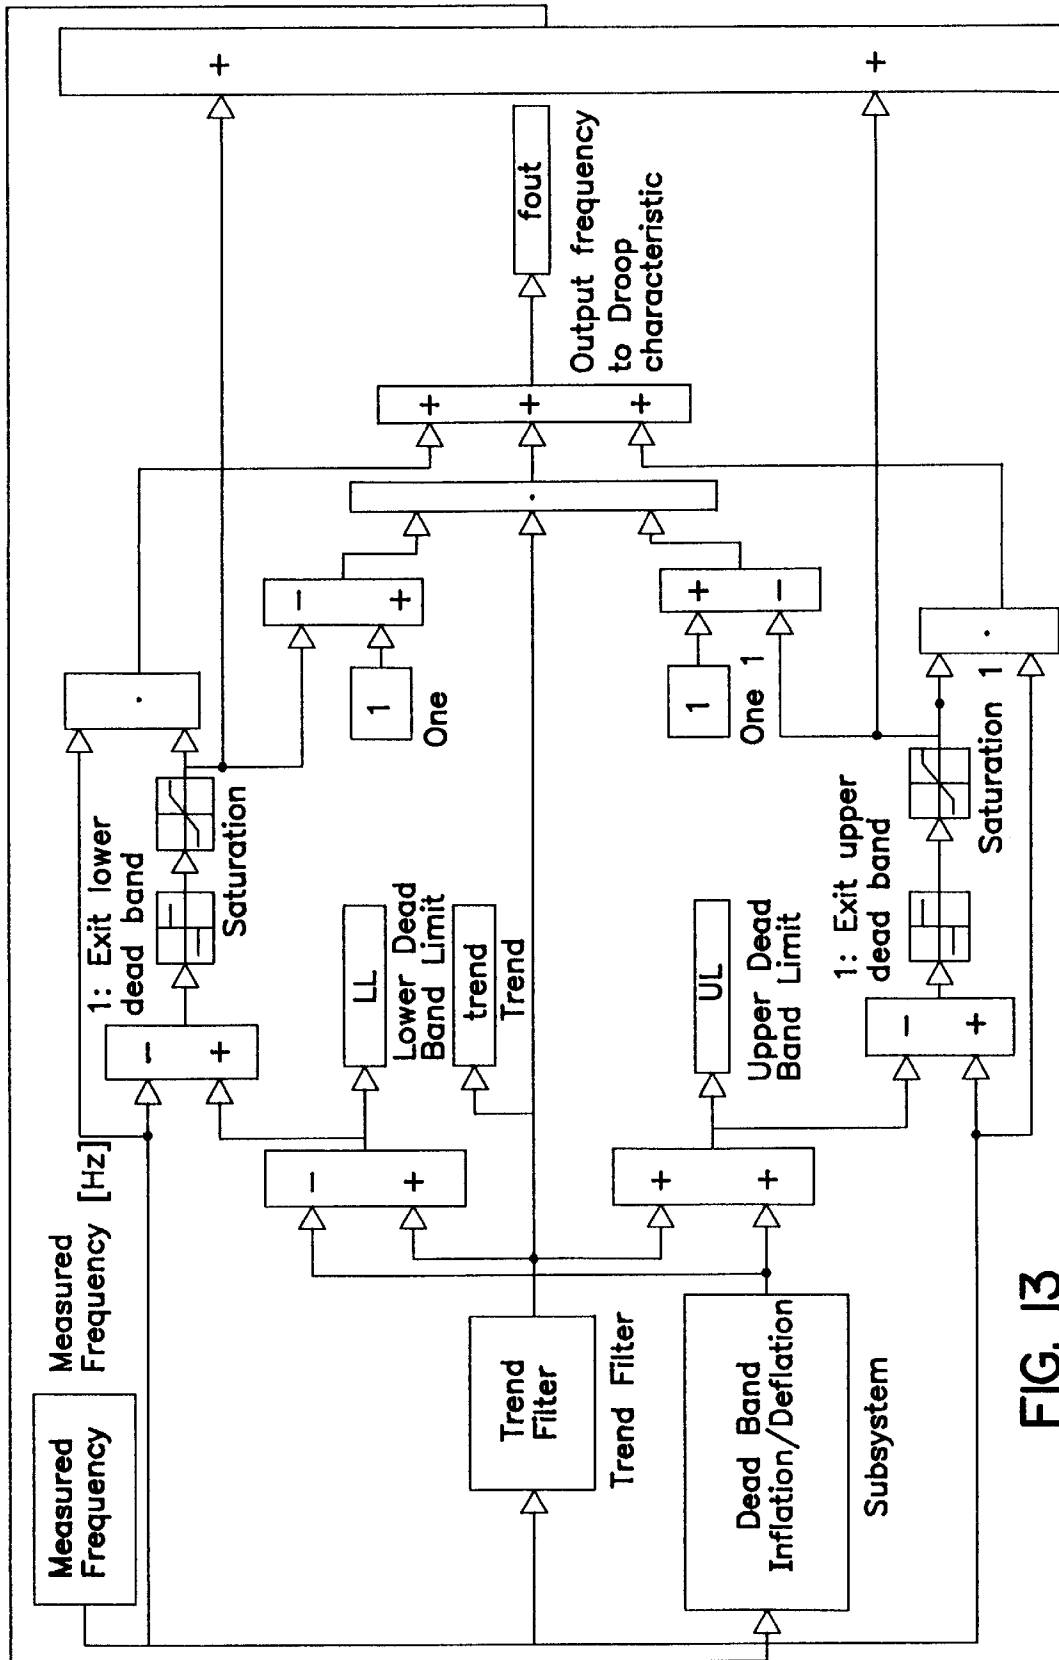 Measured
Frequency
Measured
Frequency [Hz]
1: Exit lower
dead band
Saturation
-
+
·
+
1
One
-
+
LL
Lower Dead
Band Limit
trend
Trend
-
+
Trend
Filter
Trend Filter
·
+
+
+
fout
Output frequency
to Droop
characteristic
Dead Band
Inflation/Deflation
Subsystem
+
+
UL
Upper Dead
Band Limit
1
One 1
+
-
1: Exit upper
dead band
-
+
Saturation 1
·
+
FIG. 13